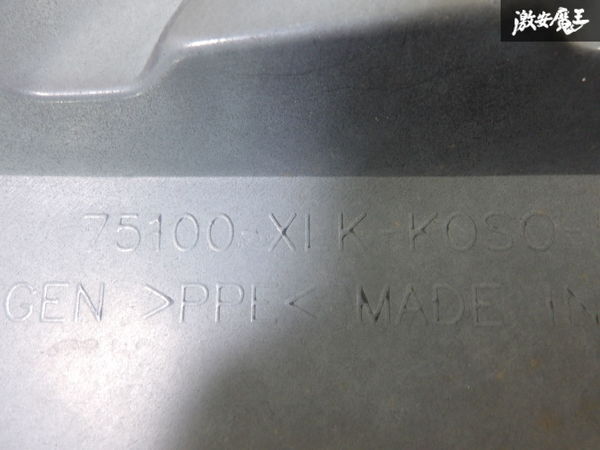 激安魔王
75100-XLK-K0S0-
GEN >PPE< MADE IN